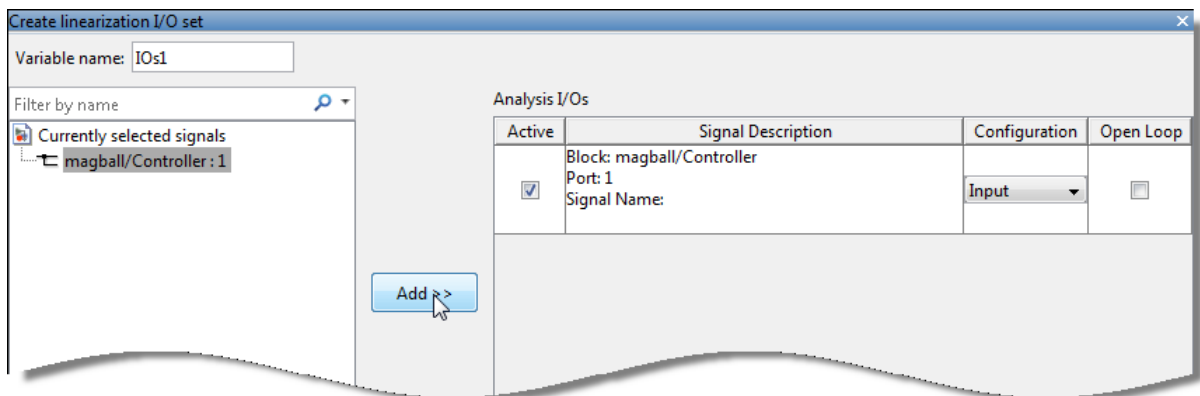 Create linearization I/O set
Variable name: IOs1
Filter by name
Currently selected signals
magball/Controller : 1
Add >>
Analysis I/Os
Active Signal Description Configuration Open Loop
Block: magball/Controller
Port: 1
Signal Name:
Input